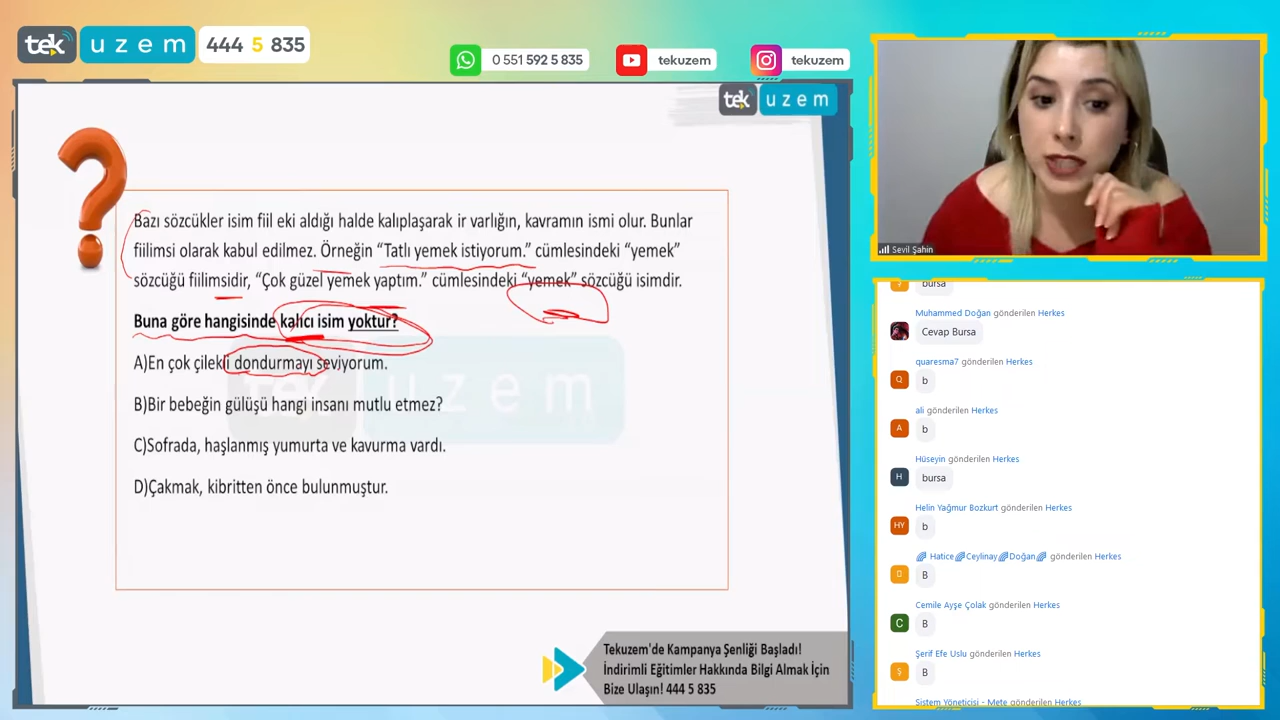 tek uzem 444 5 835
0 551 592 5 835
tekuzem
tekuzem
tek uzem
Bazı sözcükler isim fiil eki aldığı halde kalıplaşarak ir varlığın, kavramın ismi olur. Bunlar
fiilimsi olarak kabul edilmez. Örneğin “Tatlı yemek istiyorum.” cümlesindeki “yemek”
sözcüğü fiilimsidir, “Çok güzel yemek yaptım.” cümlesindeki “yemek” sözcüğü isimdir.
Buna göre hangisinde kalıcı isim yoktur?
A)En çok çilekli dondurmayı seviyorum.
B)Bir bebeğin gülüşü hangi insanı mutlu etmez?
C)Sofrada, haşlanmış yumurta ve kavurma vardı.
D)Çakmak, kibritten önce bulunmuştur.
tek uzem
Tekuzem'de Kampanya Şenliği Başladı!
İndirimli Eğitimler Hakkında Bilgi Almak İçin
Bize Ulaşın! 444 5 835
Sevil Şahin
bursa
Muhammed Doğan gönderilen Herkes
Cevap Bursa
quaresma7 gönderilen Herkes
Q b
ali gönderilen Herkes
A b
Hüseyin gönderilen Herkes
H bursa
Helin Yağmur Bozkurt gönderilen Herkes
HY b
Hatice Ceylinay Doğan gönderilen Herkes
D B
Cemile Ayşe Çolak gönderilen Herkes
C B
Şerif Efe Uslu gönderilen Herkes
Ş B
Sistem Yöneticisi - Mete gönderilen Herkes